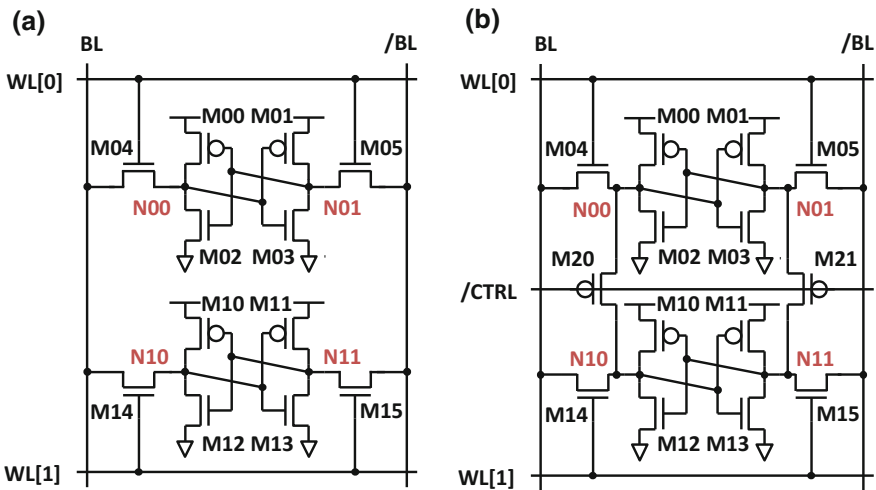 (a)
BL
/BL
WL[0]
M00 M01
M04
M05
N00
N01
M02 M03
M10 M11
N10
N11
M14
M15
M12 M13
WL[1]
(b)
BL
/BL
WL[0]
M00 M01
M04
M05
N00
N01
M02 M03
M20
M21
/CTRL
M10 M11
N10
N11
M14
M15
M12 M13
WL[1]